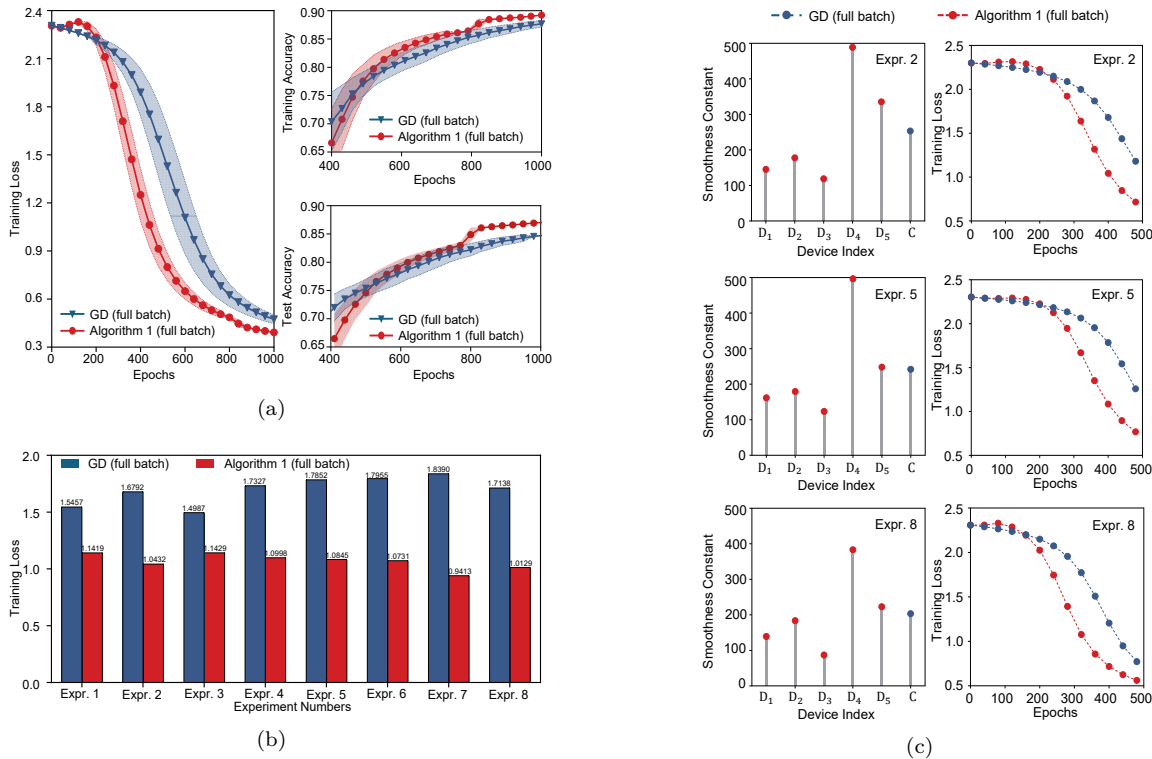 2.4
2.1
1.8
1.5
1.2
0.9
0.6
0.3
Training Loss
GD (full batch)
Algorithm 1 (full batch)
0 200 400 600 800 1000
Epochs
0.90
0.85
0.80
0.75
0.70
0.65
Training Accuracy
GD (full batch)
Algorithm 1 (full batch)
400 600 800 1000
Epochs
0.90
0.85
0.80
0.75
0.70
0.65
Test Accuracy
GD (full batch)
Algorithm 1 (full batch)
400 600 800 1000
Epochs
(a)
2.0
1.5
1.0
0.5
0.0
Training Loss
GD (full batch) Algorithm 1 (full batch)
1.5457 1.6792 1.4987 1.7327 1.7852 1.7955 1.8390 1.7138
1.1419 1.0432 1.1429 1.0998 1.0845 1.0731 0.9413 1.0129
Expr. 1 Expr. 2 Expr. 3 Expr. 4 Expr. 5 Expr. 6 Expr. 7 Expr. 8
Experiment Numbers
(b)
GD (full batch) Algorithm 1 (full batch)
500
400
300
200
100
0
Smoothness Constant
Expr. 2
D₁ D₂ D₃ D₄ D₅ C
Device Index
2.5
2.0
1.5
1.0
0.5
Training Loss
Expr. 2
0 100 200 300 400 500
Epochs
500
400
300
200
100
0
Smoothness Constant
Expr. 5
D₁ D₂ D₃ D₄ D₅ C
Device Index
2.5
2.0
1.5
1.0
0.5
Training Loss
Expr. 5
0 100 200 300 400 500
Epochs
500
400
300
200
100
0
Smoothness Constant
Expr. 8
D₁ D₂ D₃ D₄ D₅ C
Device Index
2.5
2.0
1.5
1.0
0.5
Training Loss
Expr. 8
0 100 200 300 400 500
Epochs
(c)